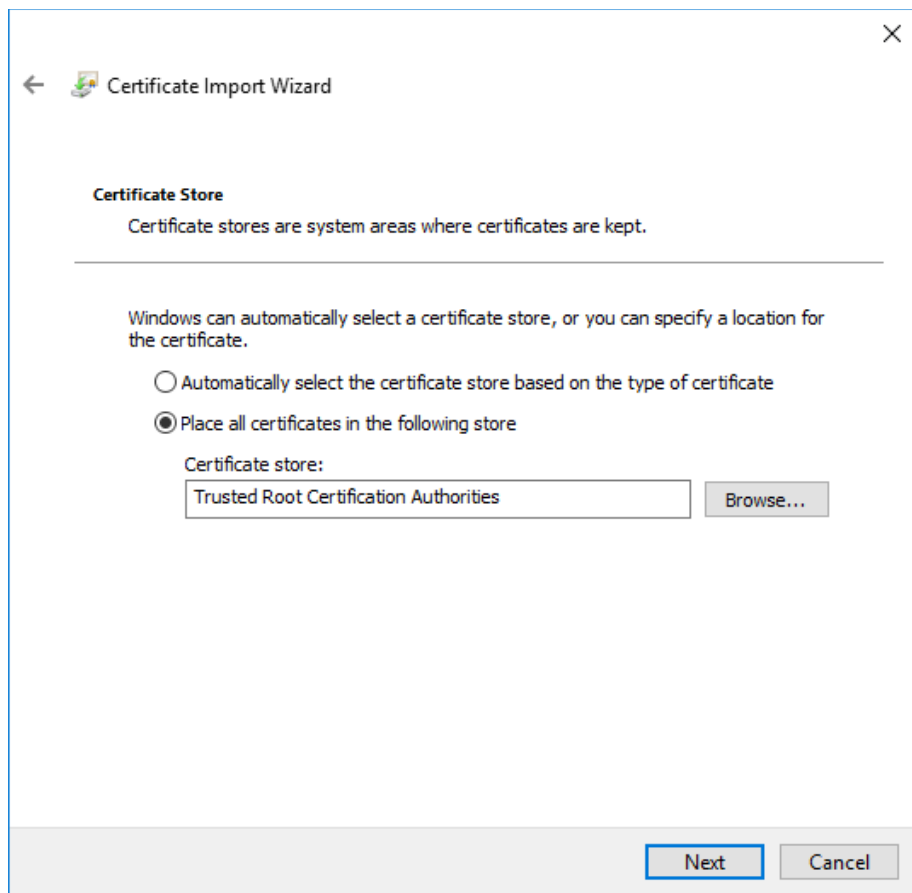 Certificate Import Wizard
Certificate Store
Certificate stores are system areas where certificates are kept.
Windows can automatically select a certificate store, or you can specify a location for
the certificate.
Automatically select the certificate store based on the type of certificate
Place all certificates in the following store
Certificate store:
Trusted Root Certification Authorities
Browse...
Next
Cancel